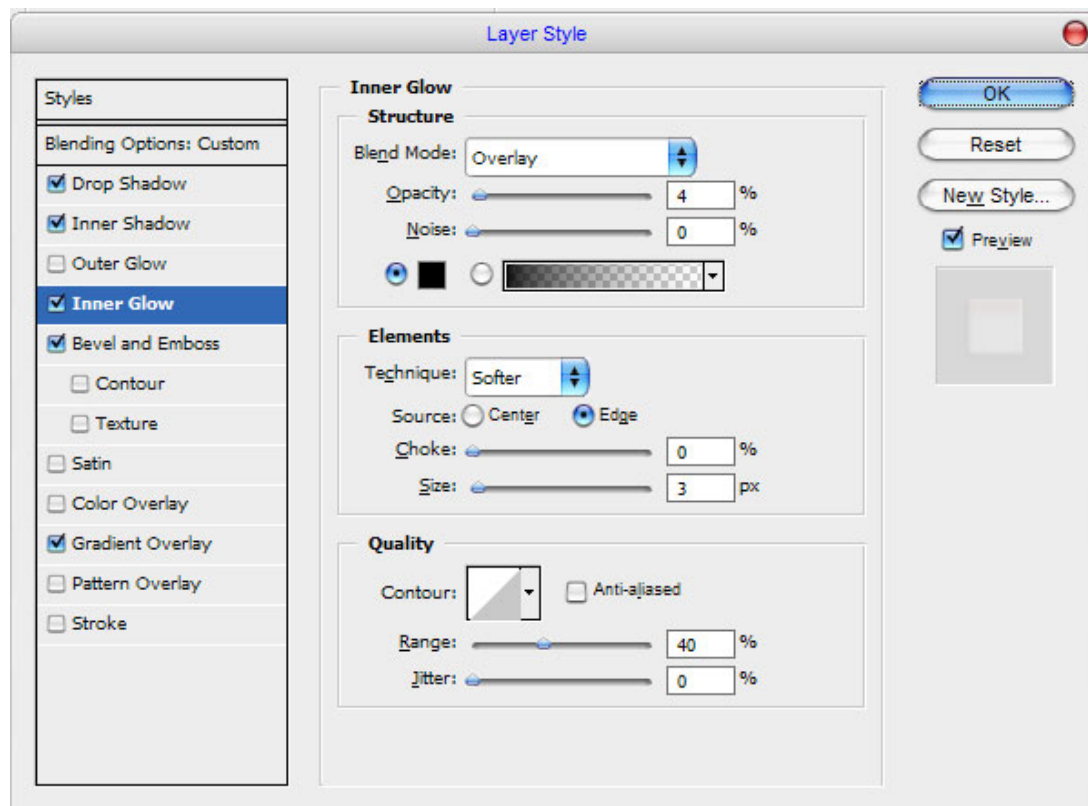 Layer Style
Styles
Blending Options: Custom
Drop Shadow
Inner Shadow
Outer Glow
Inner Glow
Bevel and Emboss
Contour
Texture
Satin
Color Overlay
Gradient Overlay
Pattern Overlay
Stroke
Inner Glow
Structure
Blend Mode: Overlay
Opacity: 4 %
Noise: 0 %
Elements
Technique: Softer
Source: Center Edge
Choke: 0 %
Size: 3 px
Quality
Contour: Anti-aliased
Range: 40 %
Jitter: 0 %
OK
Reset
New Style...
Preview